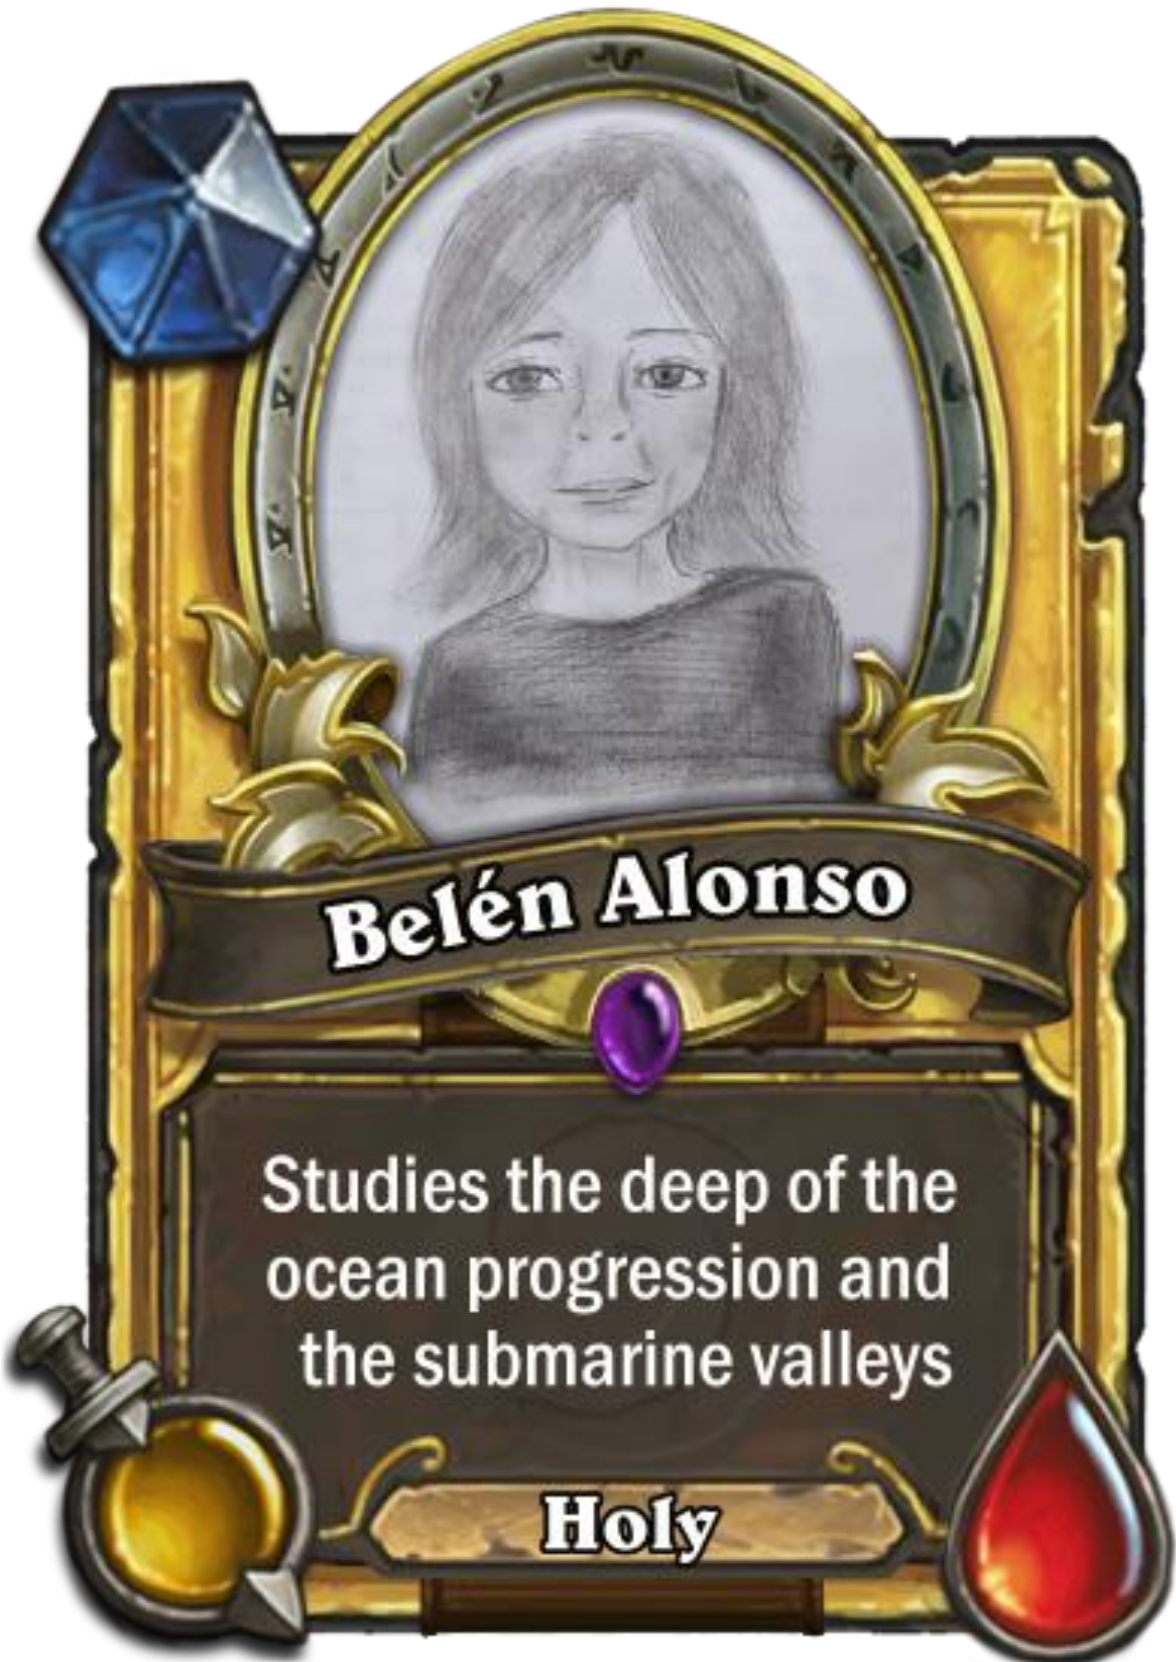 Belén Alonso
Studies the deep of the
ocean progression and
the submarine valleys
Holy